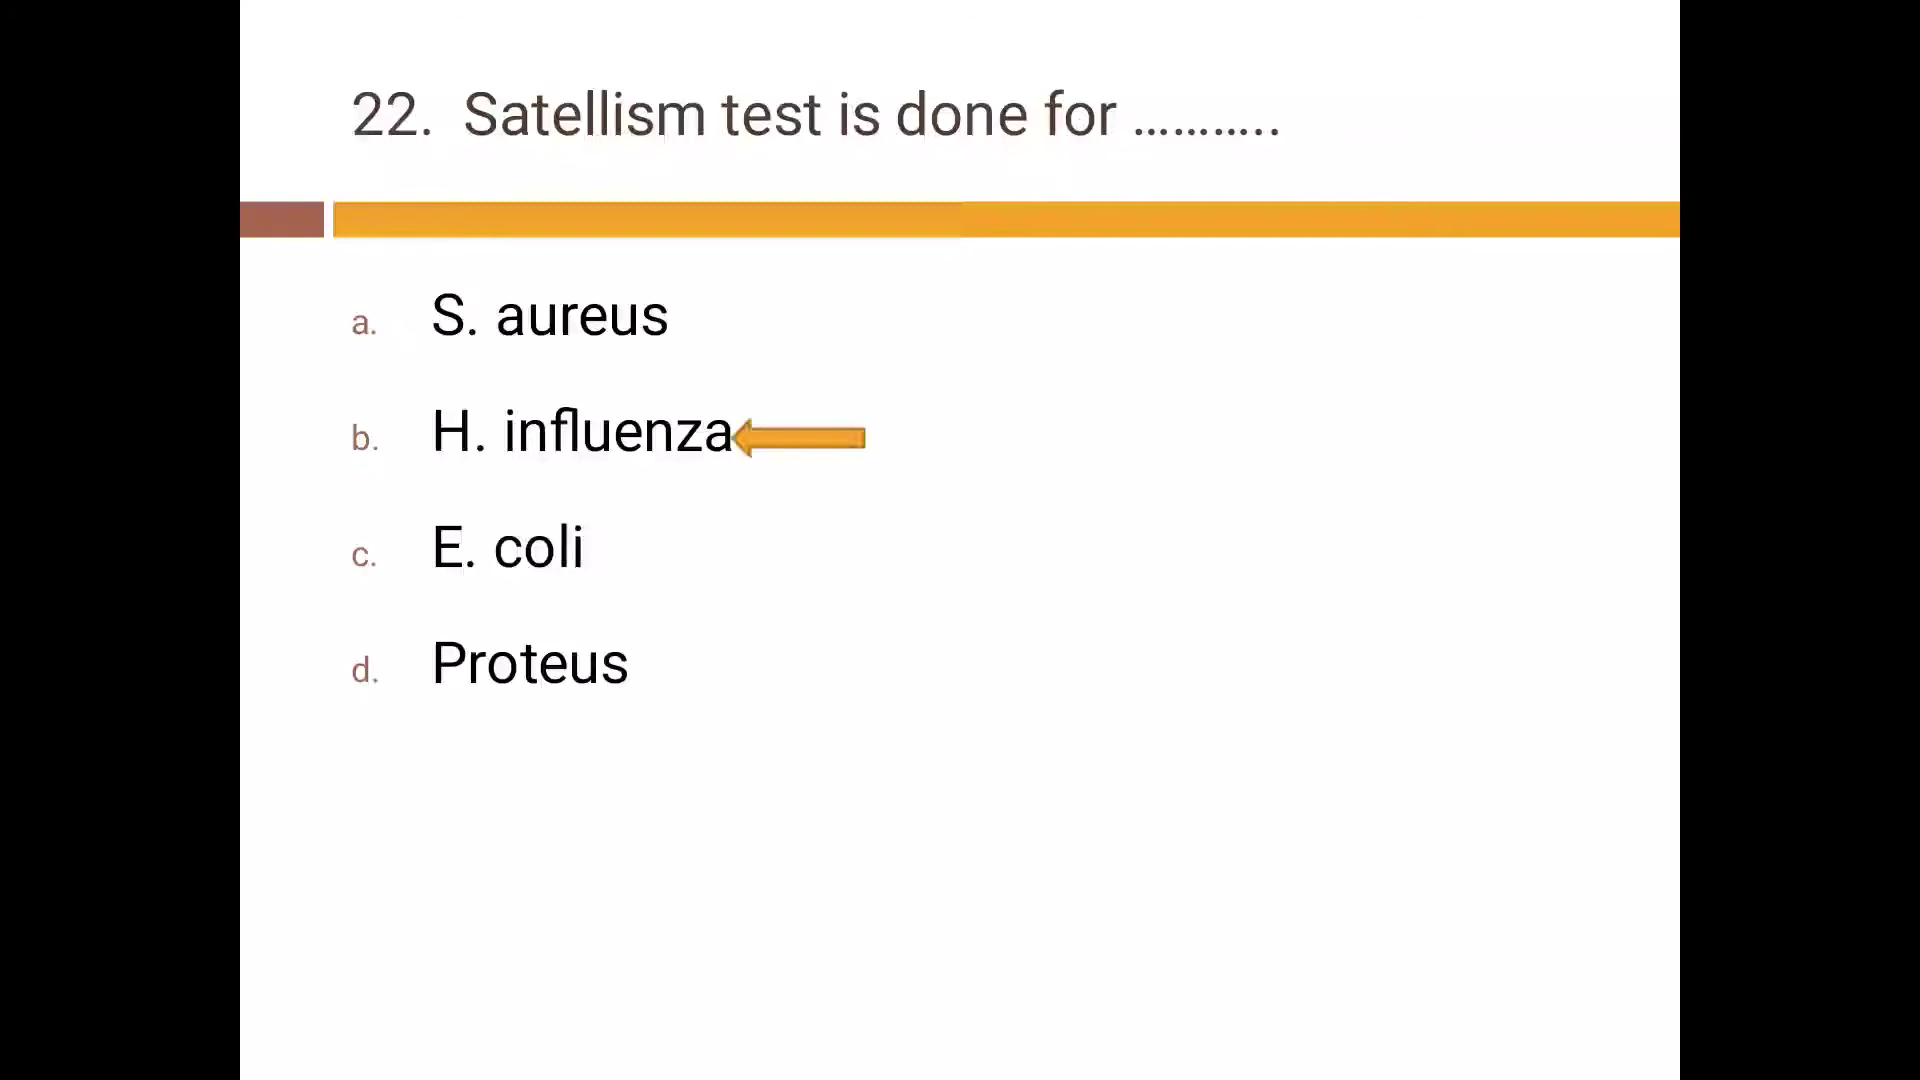 22. Satellism test is done for ………..
a. S. aureus
b. H. influenza
c. E. coli
d. Proteus